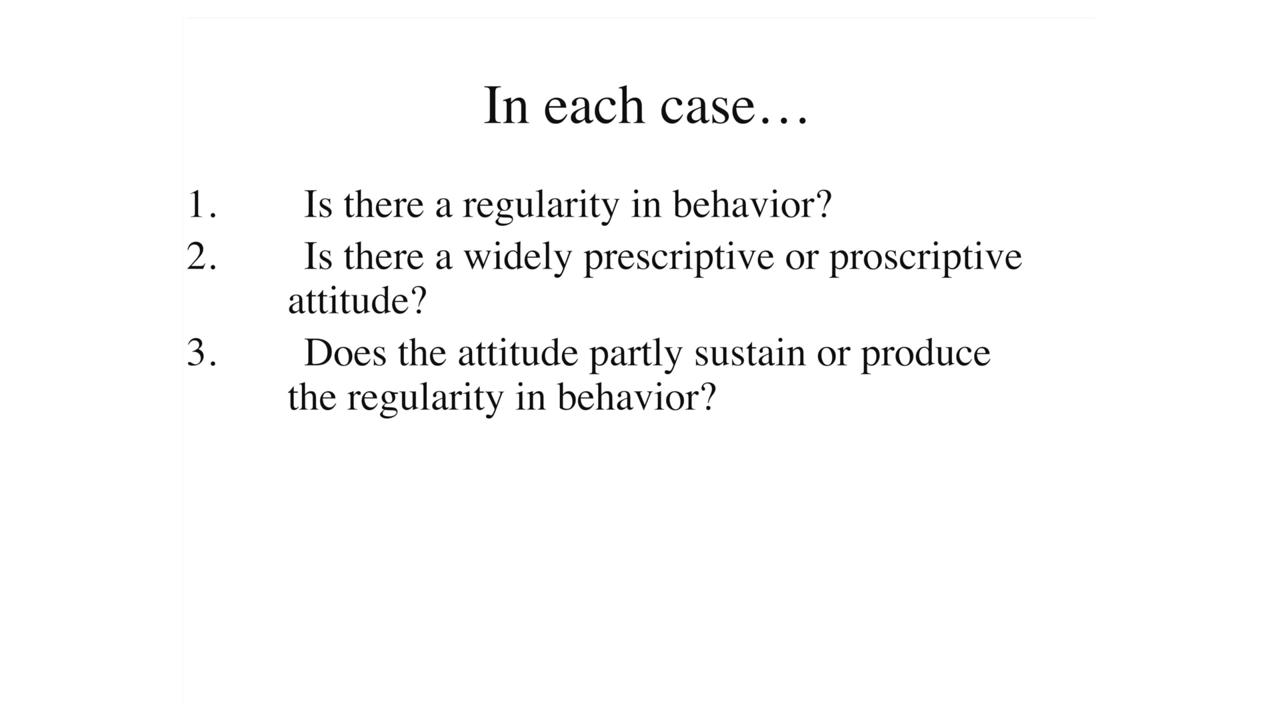 In each case…
1. Is there a regularity in behavior?
2. Is there a widely prescriptive or proscriptive
attitude?
3. Does the attitude partly sustain or produce
the regularity in behavior?